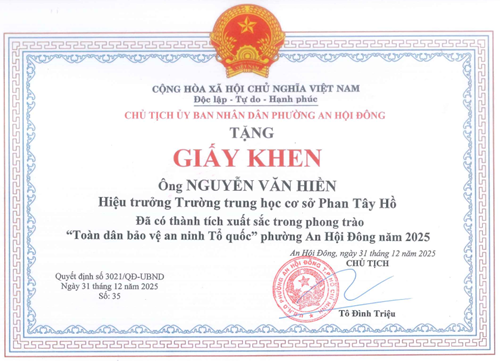 CỘNG HÒA XÃ HỘI CHỦ NGHĨA VIỆT NAM
Độc lập - Tự do - Hạnh phúc
CHỦ TỊCH ỦY BAN NHÂN DÂN PHƯỜNG AN HỘI ĐÔNG
TẶNG
GIẤY KHEN
Ông NGUYỄN VĂN HIỀN
Hiệu trưởng Trường trung học cơ sở Phan Tây Hồ
Đã có thành tích xuất sắc trong phong trào
“Toàn dân bảo vệ an ninh Tổ quốc” phường An Hội Đông năm 2025
An Hội Đông, ngày 31 tháng 12 năm 2025
CHỦ TỊCH
Quyết định số 3021/QĐ-UBND
Ngày 31 tháng 12 năm 2025
Số: 35
Tô Đình Triệu